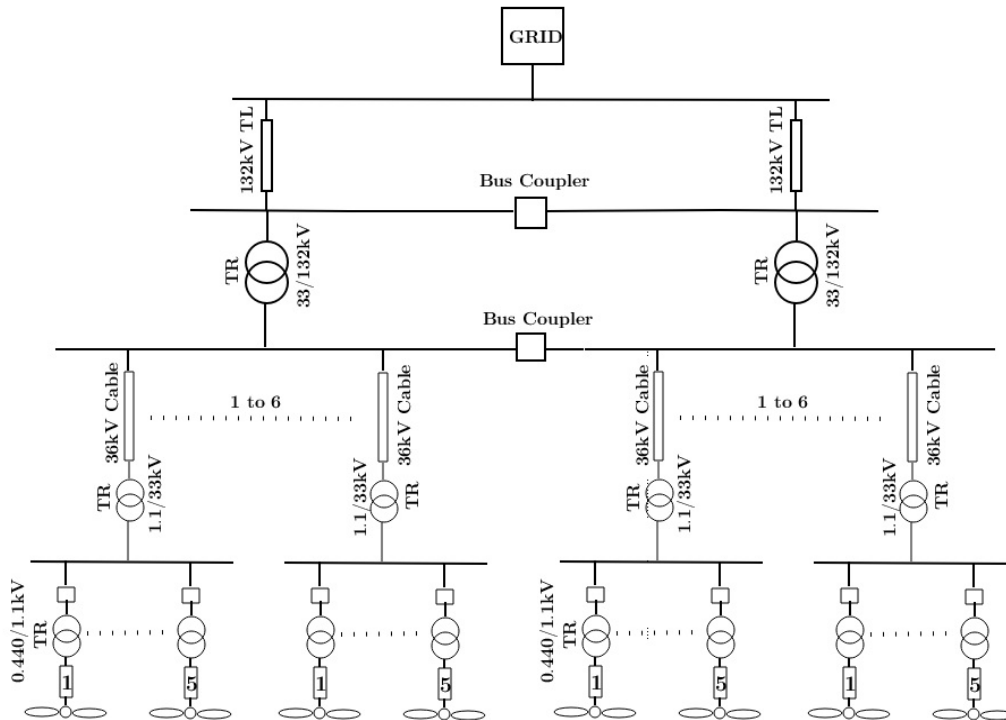 GRID
132kV TL
132kV TL
Bus Coupler
TR
33/132kV
TR
33/132kV
Bus Coupler
36kV Cable
1 to 6
36kV Cable
36kV Cable
1 to 6
36kV Cable
TR
1.1/33kV
1.1/33kV
TR
TR
1.1/33kV
1.1/33kV
TR
0.440/1.1kV
TR
0.440/1.1kV
TR
1
5
1
5
1
5
1
5